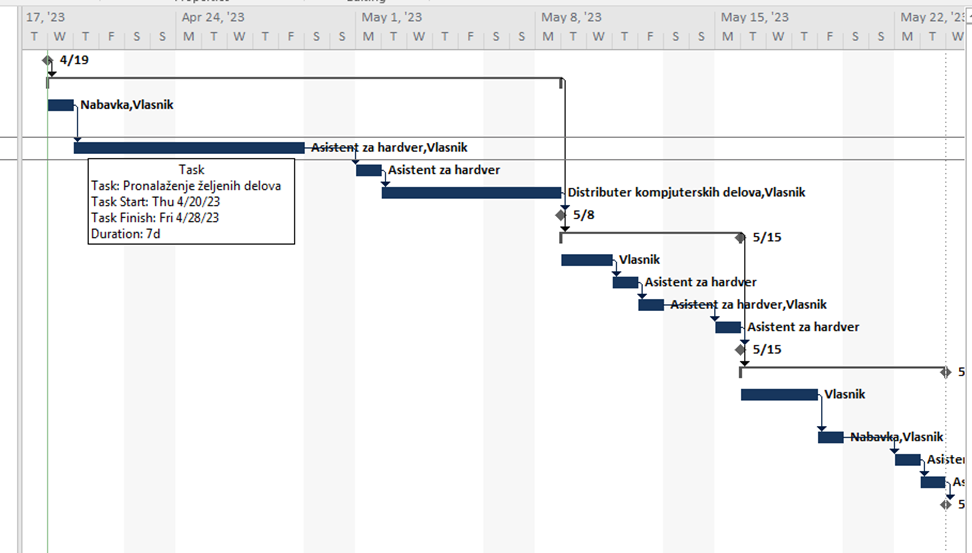 17, '23 Apr 24, '23 May 1, '23 May 8, '23 May 15, '23 May 22, '23
T W T F S S M T W T F S S M T W T F S S M T W T F S S M T W T F S S M T W
4/19
Nabavka,Vlasnik
Asistent za hardver,Vlasnik
Task
Asistent za hardver
Task: Pronalaženje željenih delova
Distributer kompjuterskih delova,Vlasnik
Task Start: Thu 4/20/23
Task Finish: Fri 4/28/23
5/8
Duration: 7d
5/15
Vlasnik
Asistent za hardver
Asistent za hardver,Vlasnik
Asistent za hardver
5/15
5
Vlasnik
Nabavka,Vlasnik
Asister
As
5